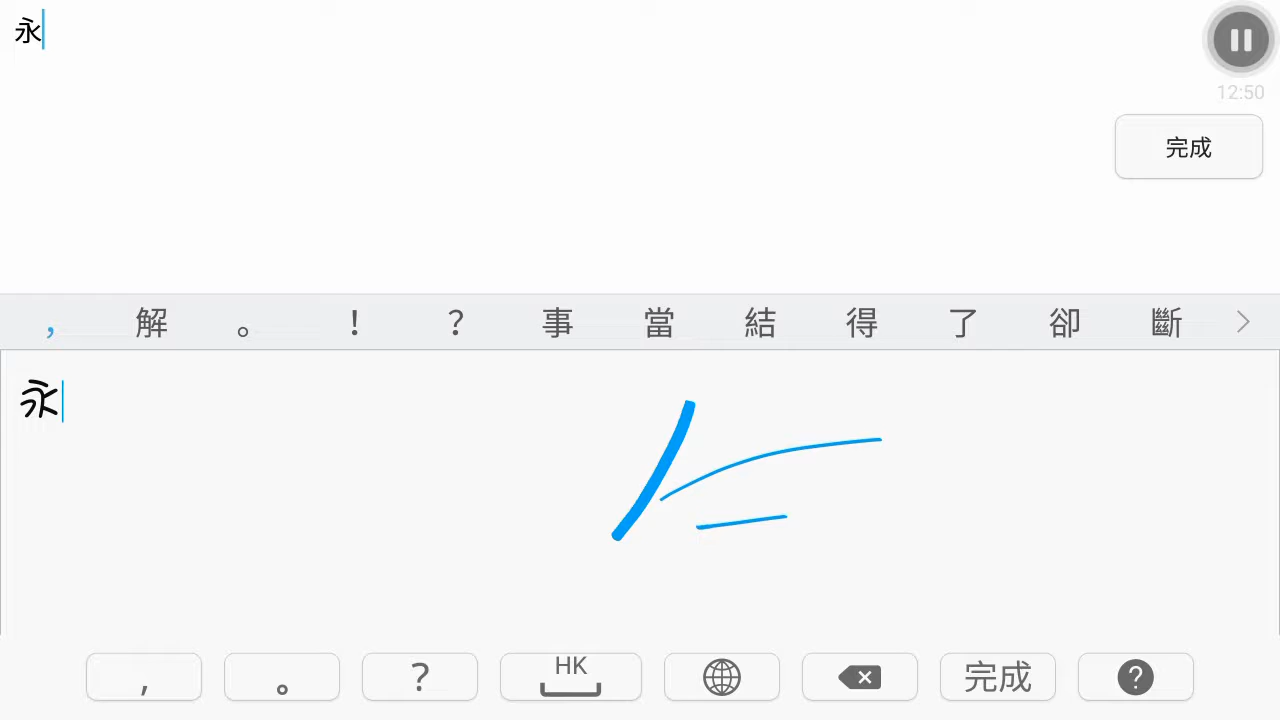 永
12:50
完成
， 解 。 ！ ？ 事 當 結 得 了 卻 斷
永
， 。 ？ HK 完成 ?